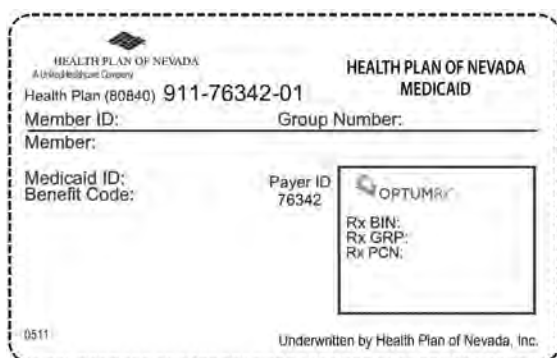 HEALTH PLAN OF NEVADA
A UnitedHealthcare Company
HEALTH PLAN OF NEVADA
MEDICAID
Health Plan (80840) 911-76342-01
Member ID: Group Number:
Member:
Medicaid ID:
Benefit Code:
Payer ID
76342
OPTUMRx
Rx BIN:
Rx GRP:
Rx PCN:
0511
Underwritten by Health Plan of Nevada, Inc.